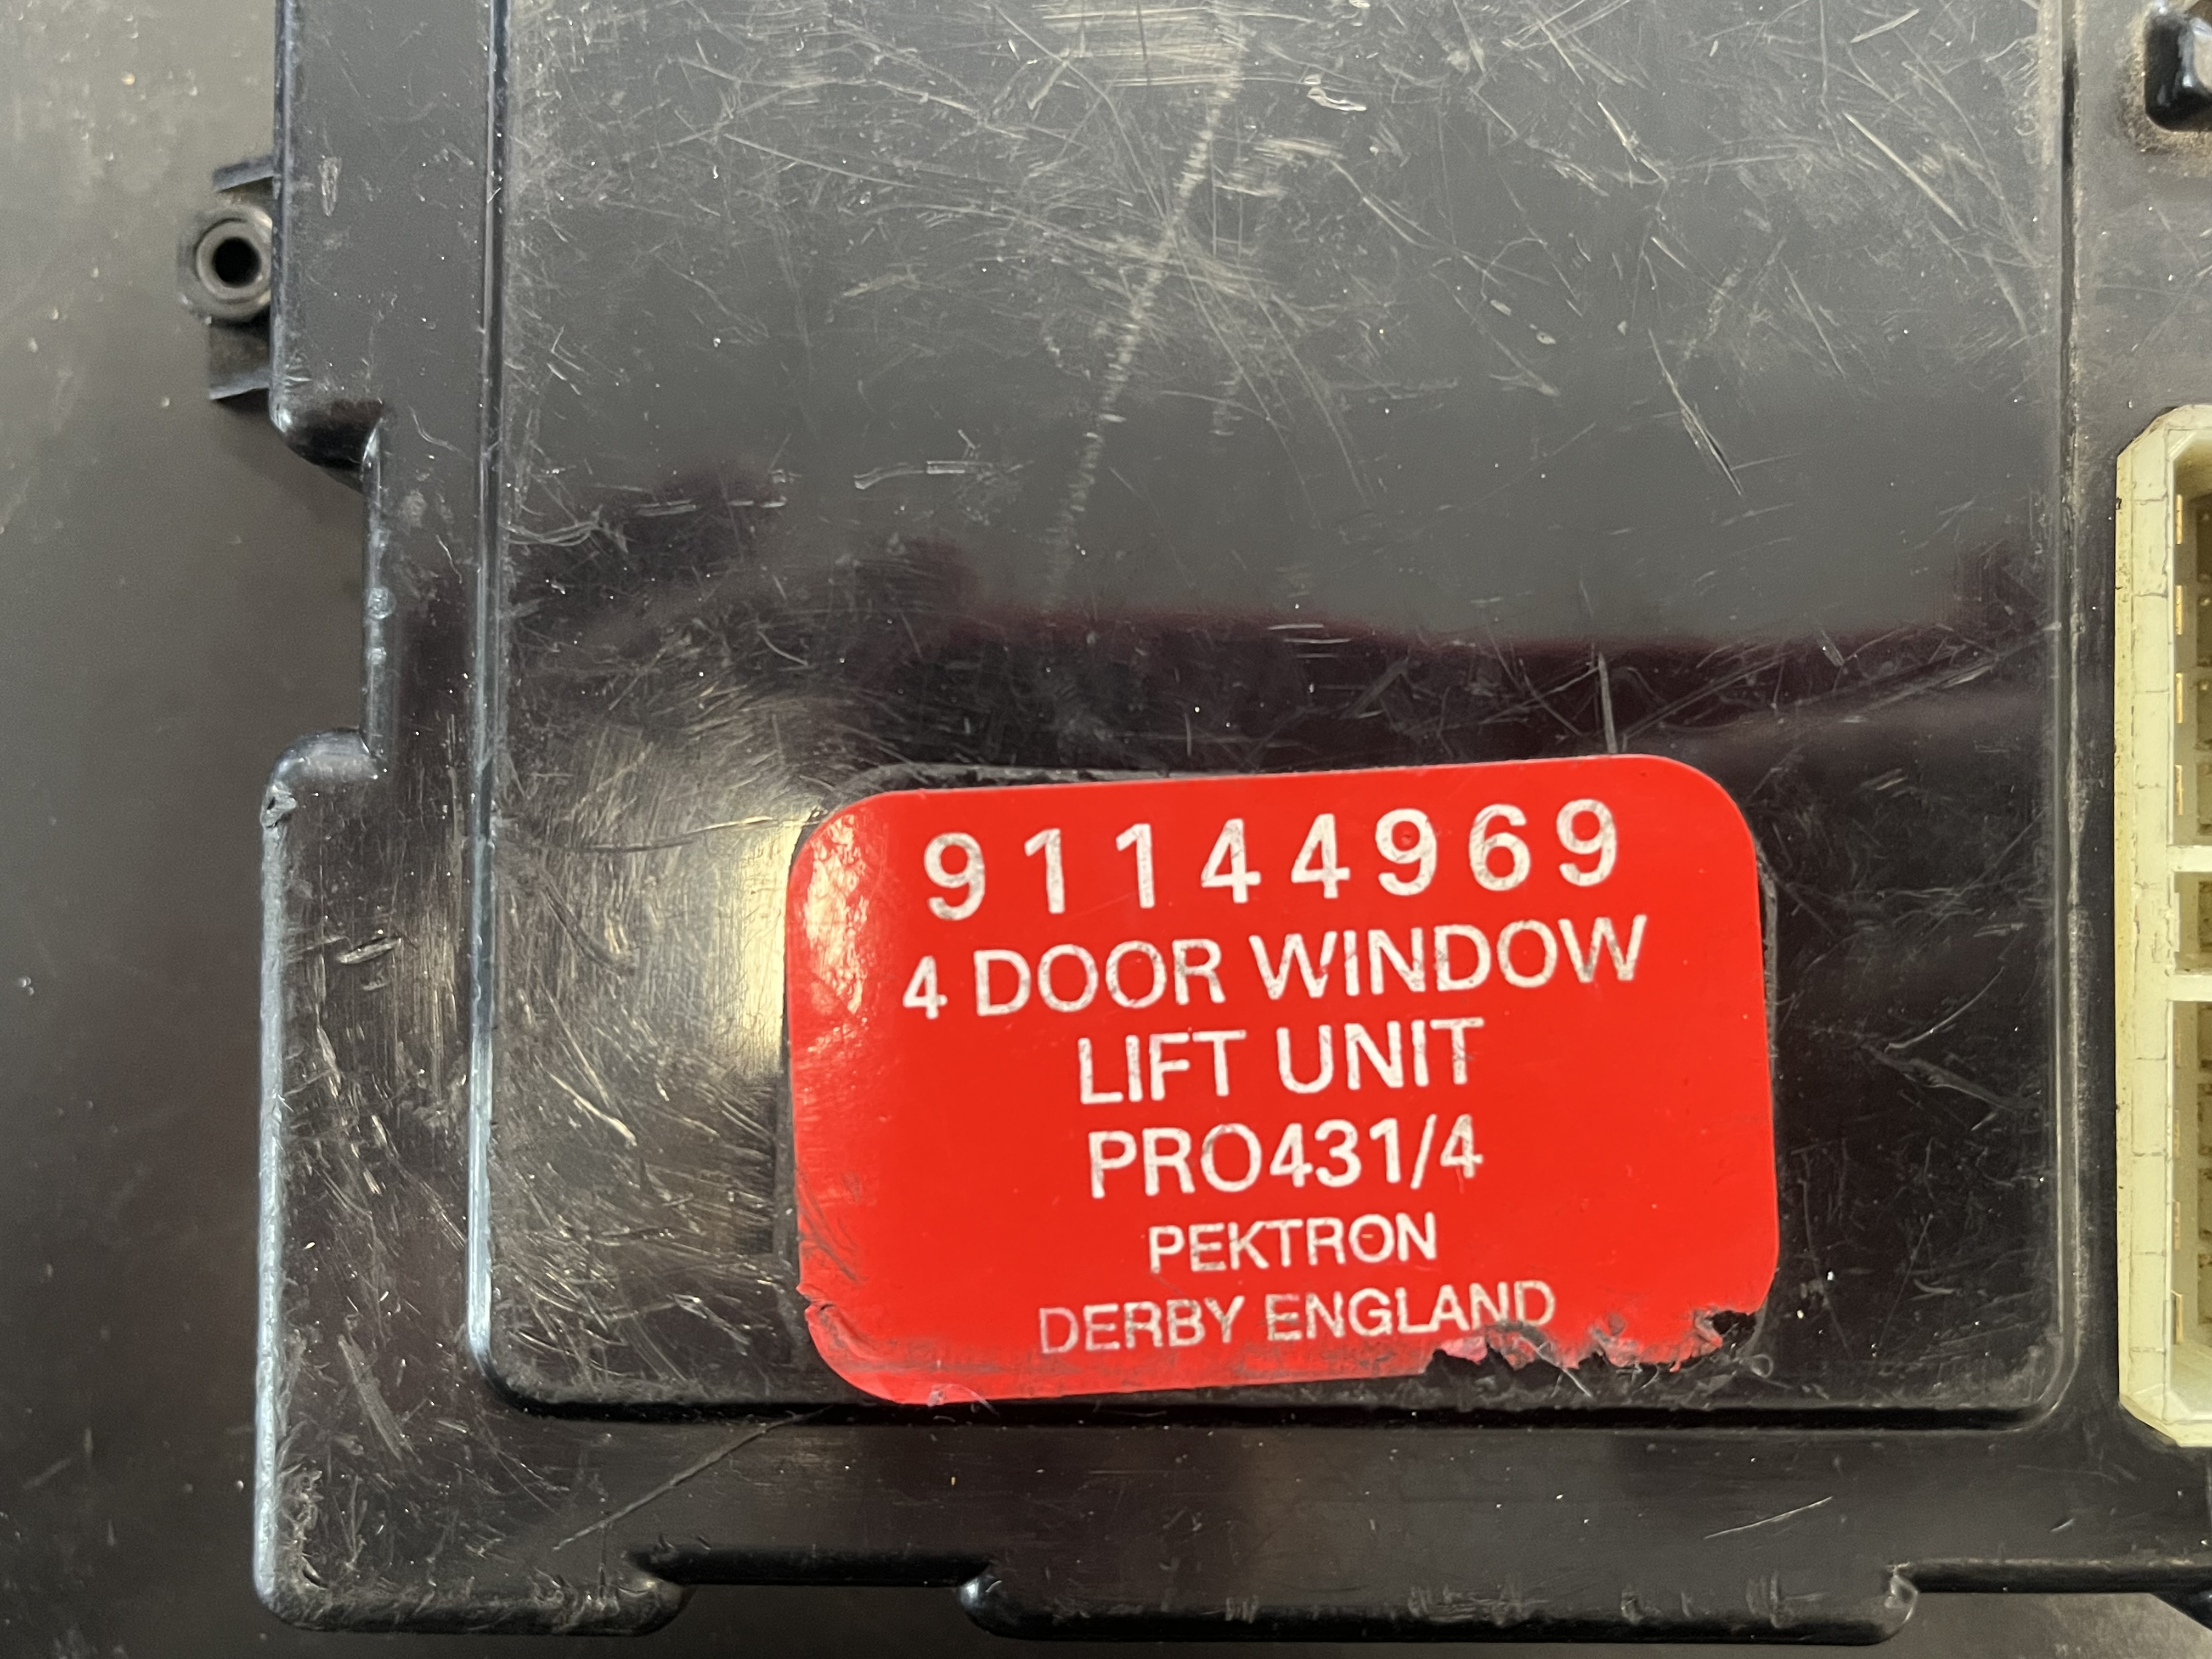 91144969
4 DOOR WINDOW
LIFT UNIT
PRO431/4
PEKTRON
DERBY ENGLAND